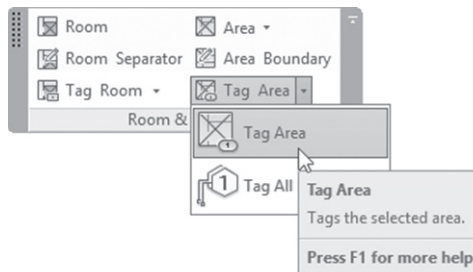 Room
Area
Room Separator
Area Boundary
Tag Room
Tag Area
Room &
Tag Area
1
Tag All
Tag Area
Tags the selected area.
Press F1 for more help